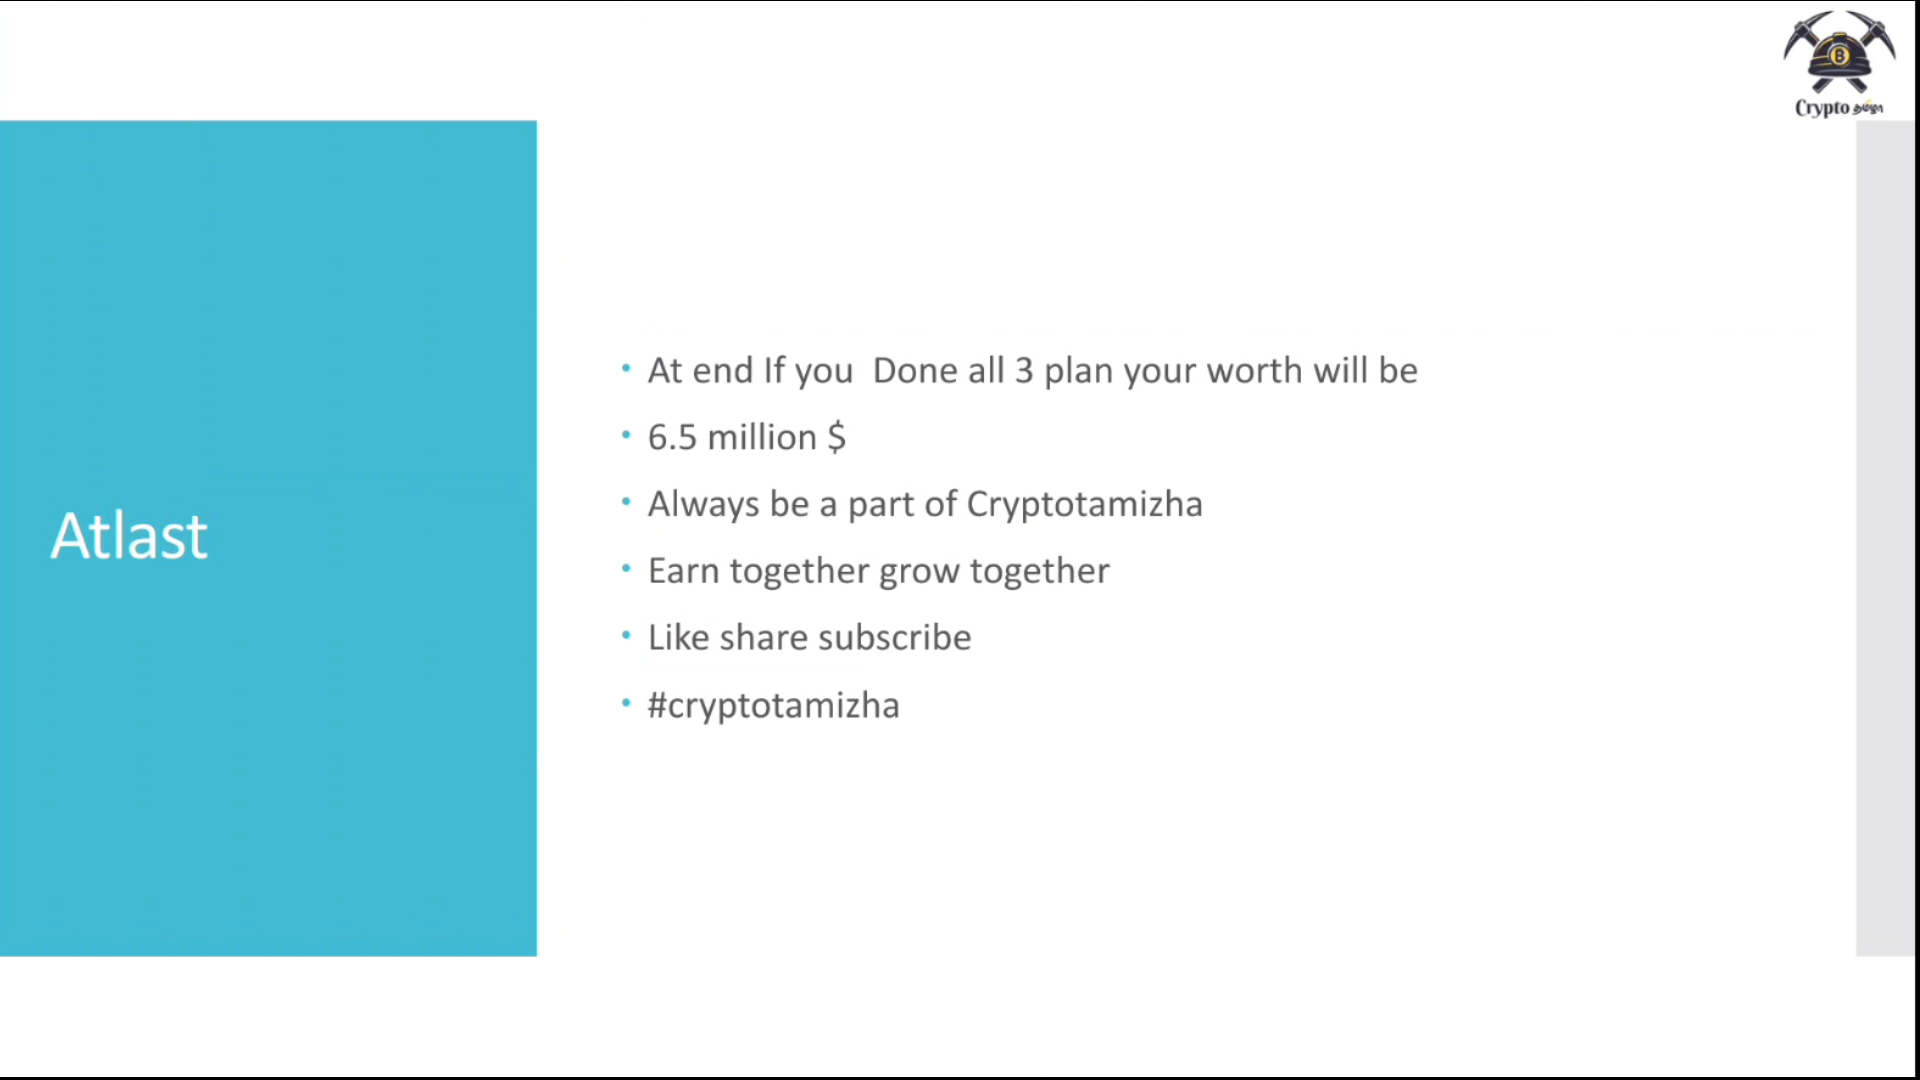 Crypto தமிழா
Atlast
At end If you  Done all 3 plan your worth will be
6.5 million $
Always be a part of Cryptotamizha
Earn together grow together
Like share subscribe
#cryptotamizha